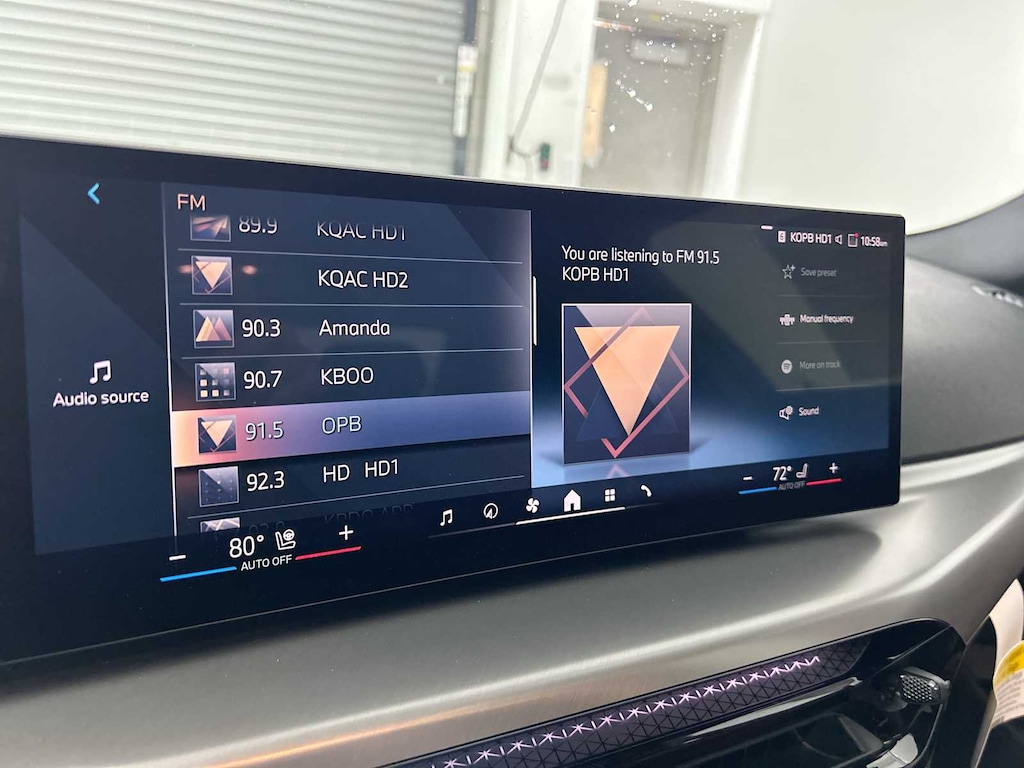 FM
89.9 KQAC HD1
KQAC HD2
90.3 Amanda
90.7 KBOO
91.5 OPB
92.3 HD HD1
Audio source
You are listening to FM 91.5
KOPB HD1
KOPB HD1 10:58am
Save preset
Manual frequency
More on track
Sound
− 80° +
AUTO OFF
− 72° +
AUTO OFF